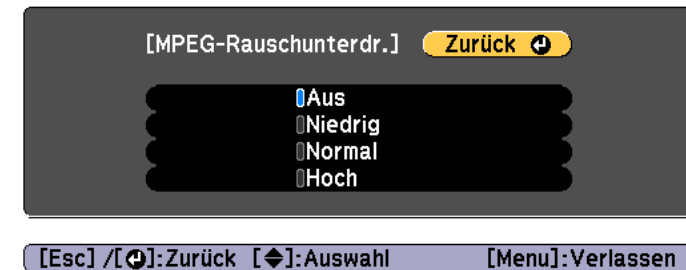 [MPEG-Rauschunterdr.] Zurück
Aus
Niedrig
Normal
Hoch
[Esc] /[⏎]:Zurück [◆]:Auswahl [Menu]:Verlassen